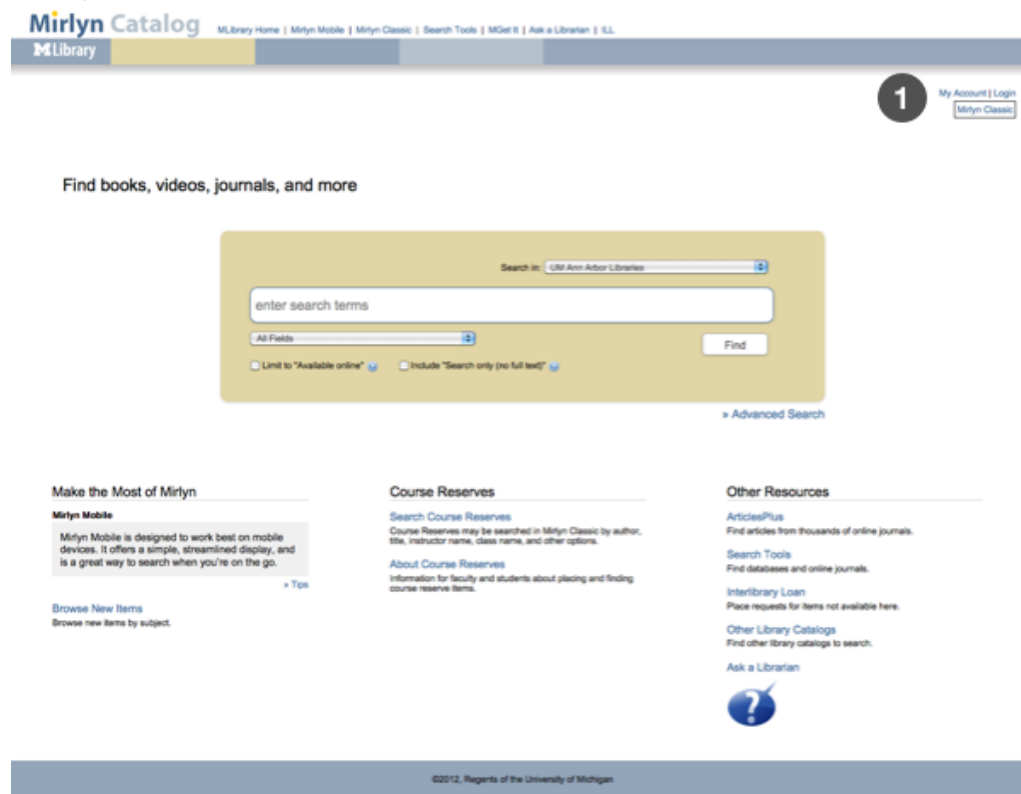 Mirlyn Catalog MLibrary Home | Mirlyn Mobile | Mirlyn Classic | Search Tools | MGet It | Ask a Librarian | ILL
M Library
1 My Account | Login
Mirlyn Classic
Find books, videos, journals, and more
Search in: UM Ann Arbor Libraries
enter search terms
All Fields
Find
Limit to "Available online" ? Include "Search only (no full text)" ?
» Advanced Search
Make the Most of Mirlyn
Mirlyn Mobile
Mirlyn Mobile is designed to work best on mobile
devices. It offers a simple, streamlined display, and
is a great way to search when you're on the go.
» Tips
Browse New Items
Browse new items by subject.
Course Reserves
Search Course Reserves
Course Reserves may be searched in Mirlyn Classic by author,
title, instructor name, class name, and other options.
About Course Reserves
Information for faculty and students about placing and finding
course reserve items.
Other Resources
ArticlesPlus
Find articles from thousands of online journals.
Search Tools
Find databases and online journals.
Interlibrary Loan
Place requests for items not available here.
Other Library Catalogs
Find other library catalogs to search.
Ask a Librarian
?
©2012, Regents of the University of Michigan